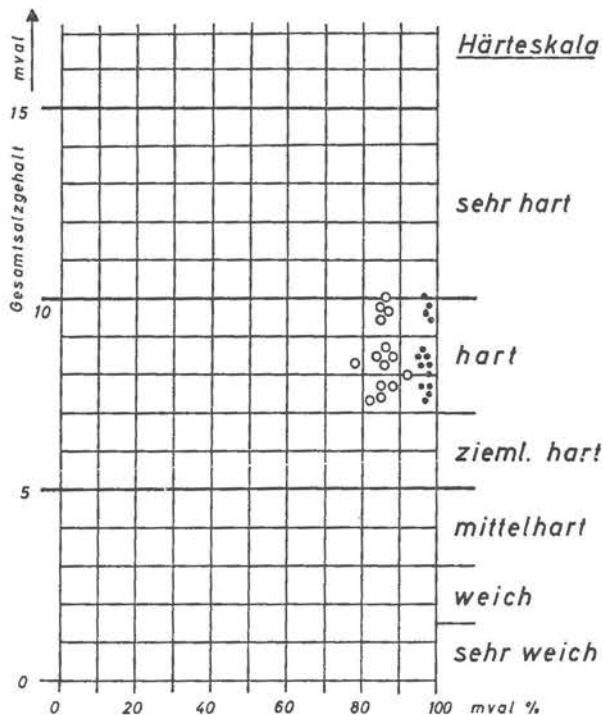 Härteskala
mval
Gesamtsalzgehalt
15
sehr hart
10
hart
zieml. hart
5
mittelhart
weich
sehr weich
0
0 20 40 60 80 100 mval %